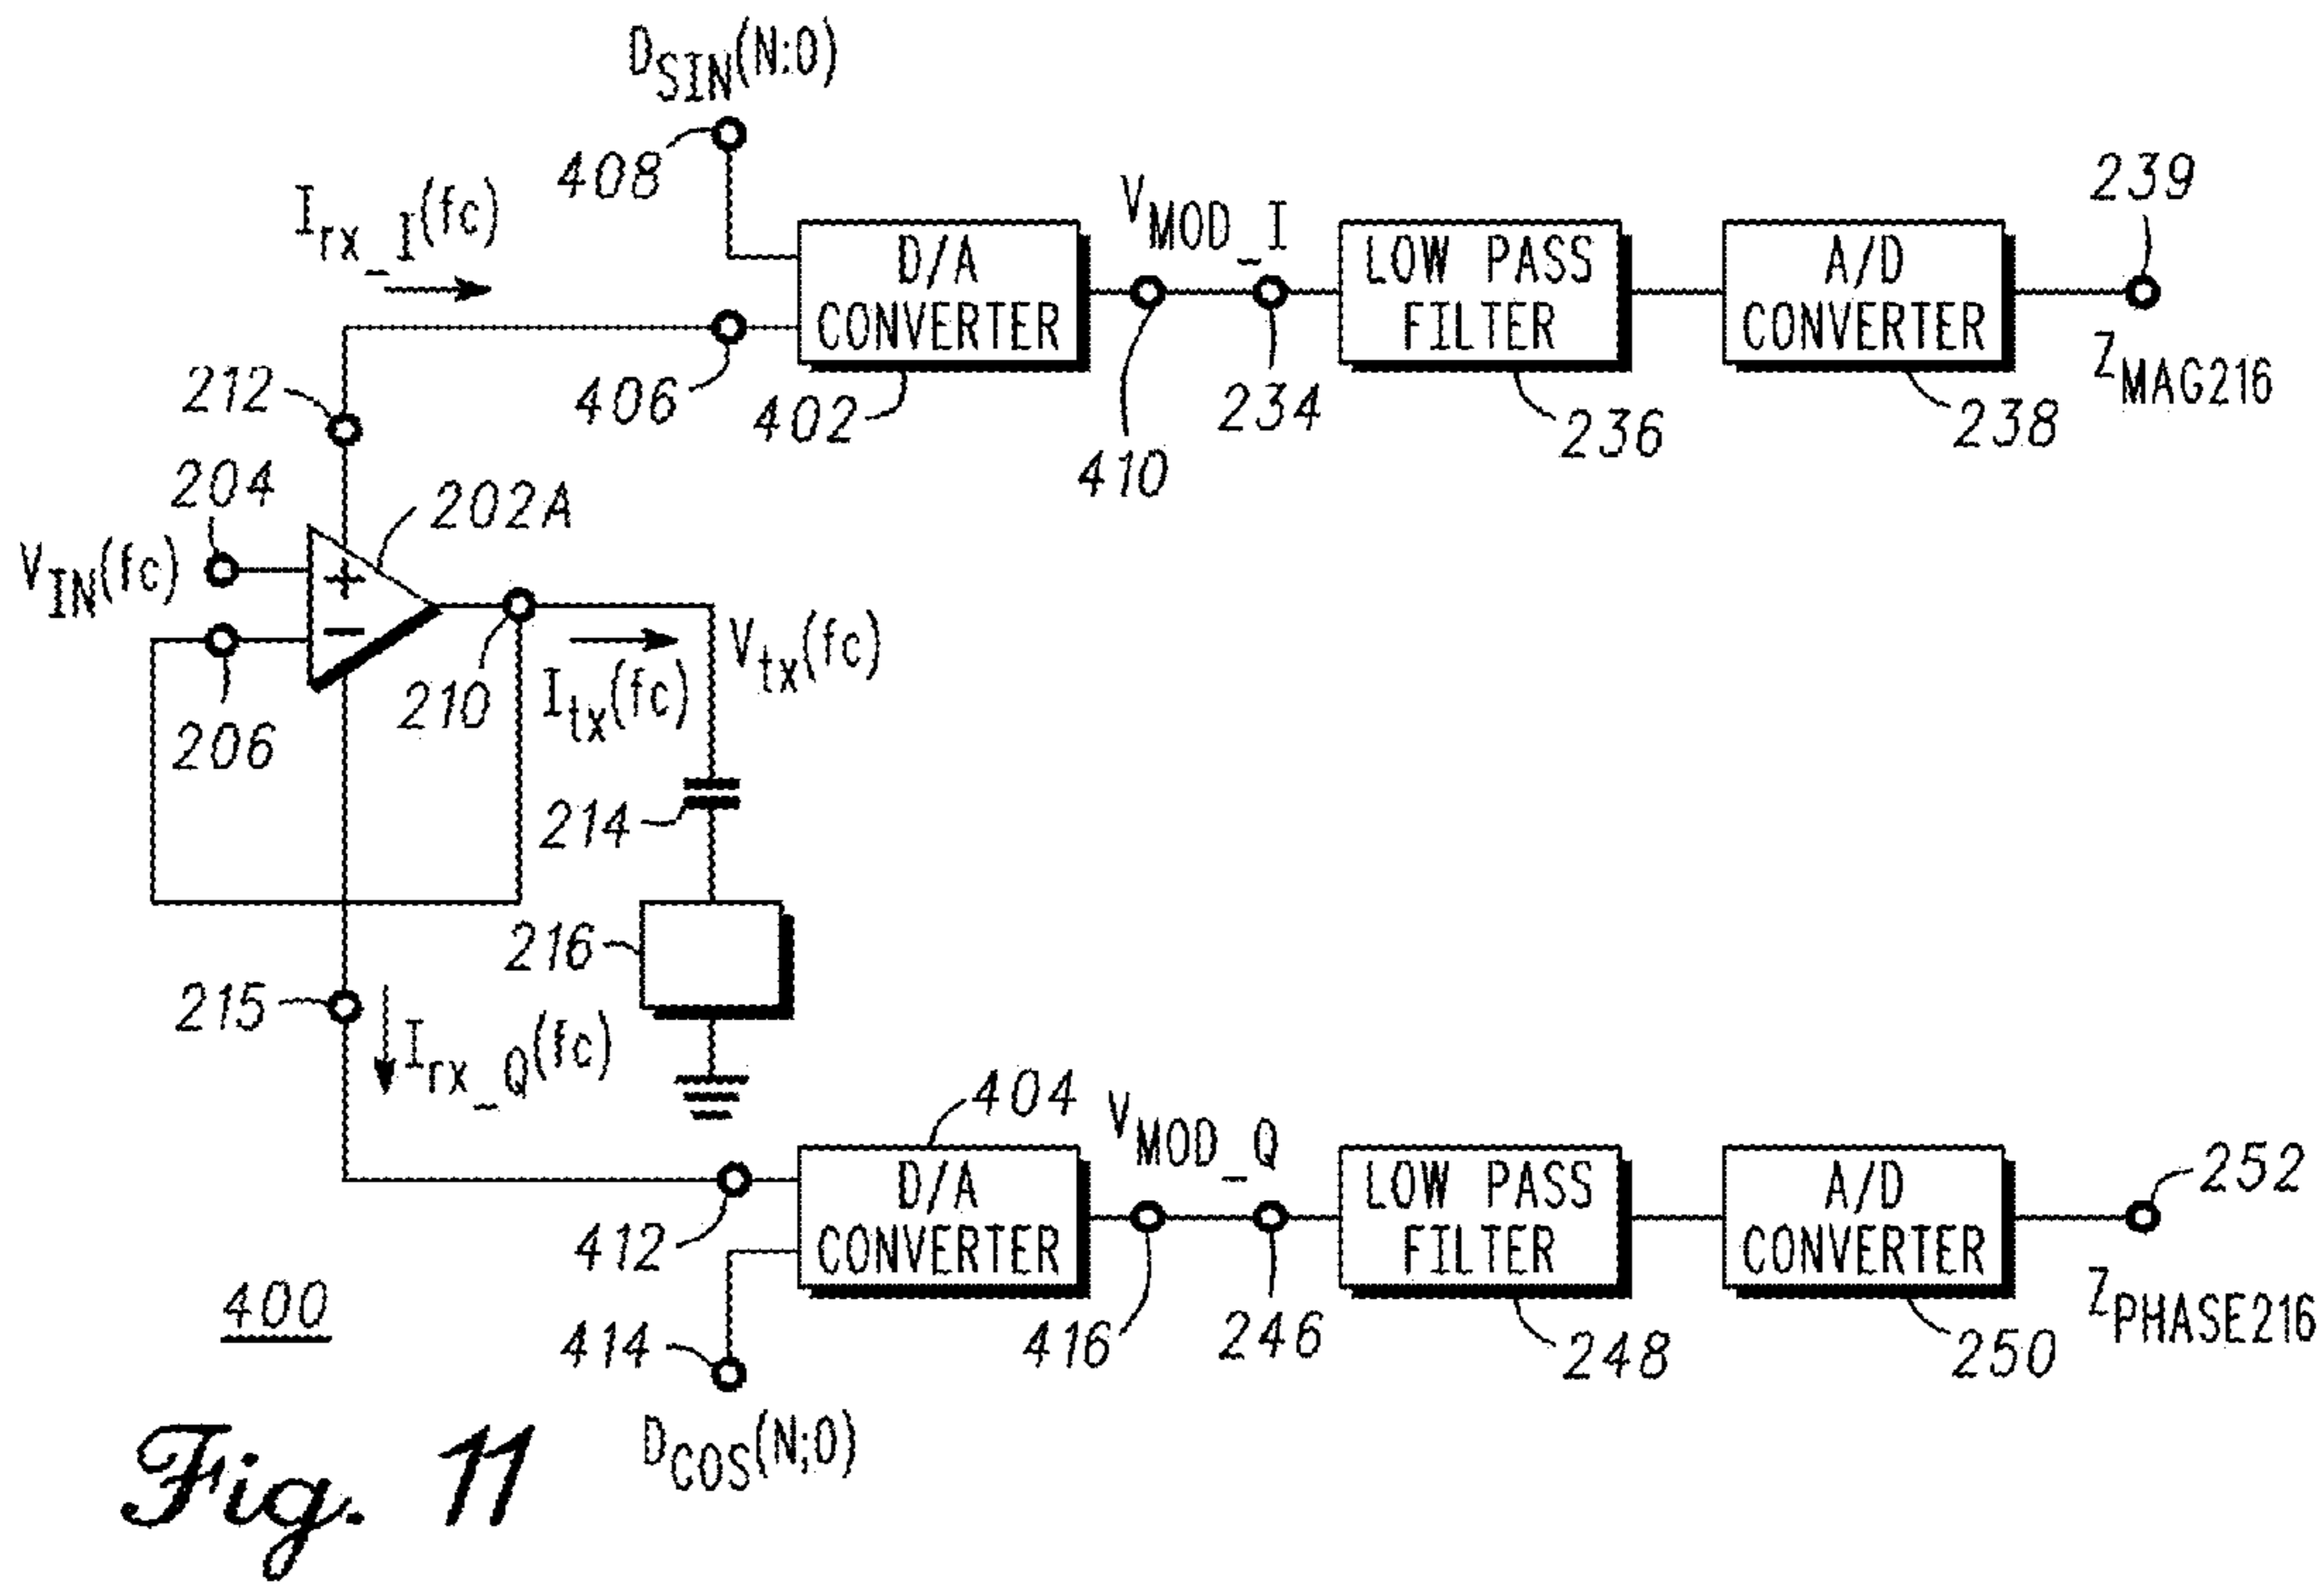 D_SIN(N:0)
408
I_rx_I(fc)
239
V_MOD_I
D/A
CONVERTER
LOW PASS
FILTER
A/D
CONVERTER
Z_MAG216
212
406
402
410
234
236
238
204
202A
V_IN(fc)
206
210
I_tx(fc)
V_tx(fc)
214
216
215
I_rx_Q(fc)
404
V_MOD_Q
252
D/A
CONVERTER
LOW PASS
FILTER
A/D
CONVERTER
Z_PHASE216
412
414
416
246
248
250
400
D_COS(N;0)
Fig. 11